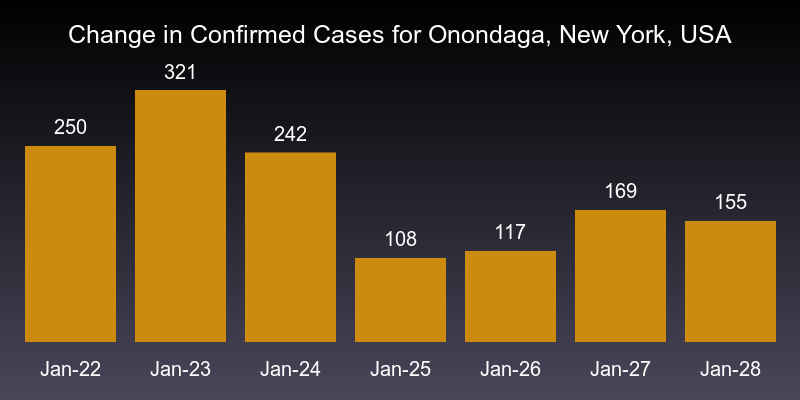 Change in Confirmed Cases for Onondaga, New York, USA
250
321
242
108
117
169
155
Jan-22
Jan-23
Jan-24
Jan-25
Jan-26
Jan-27
Jan-28